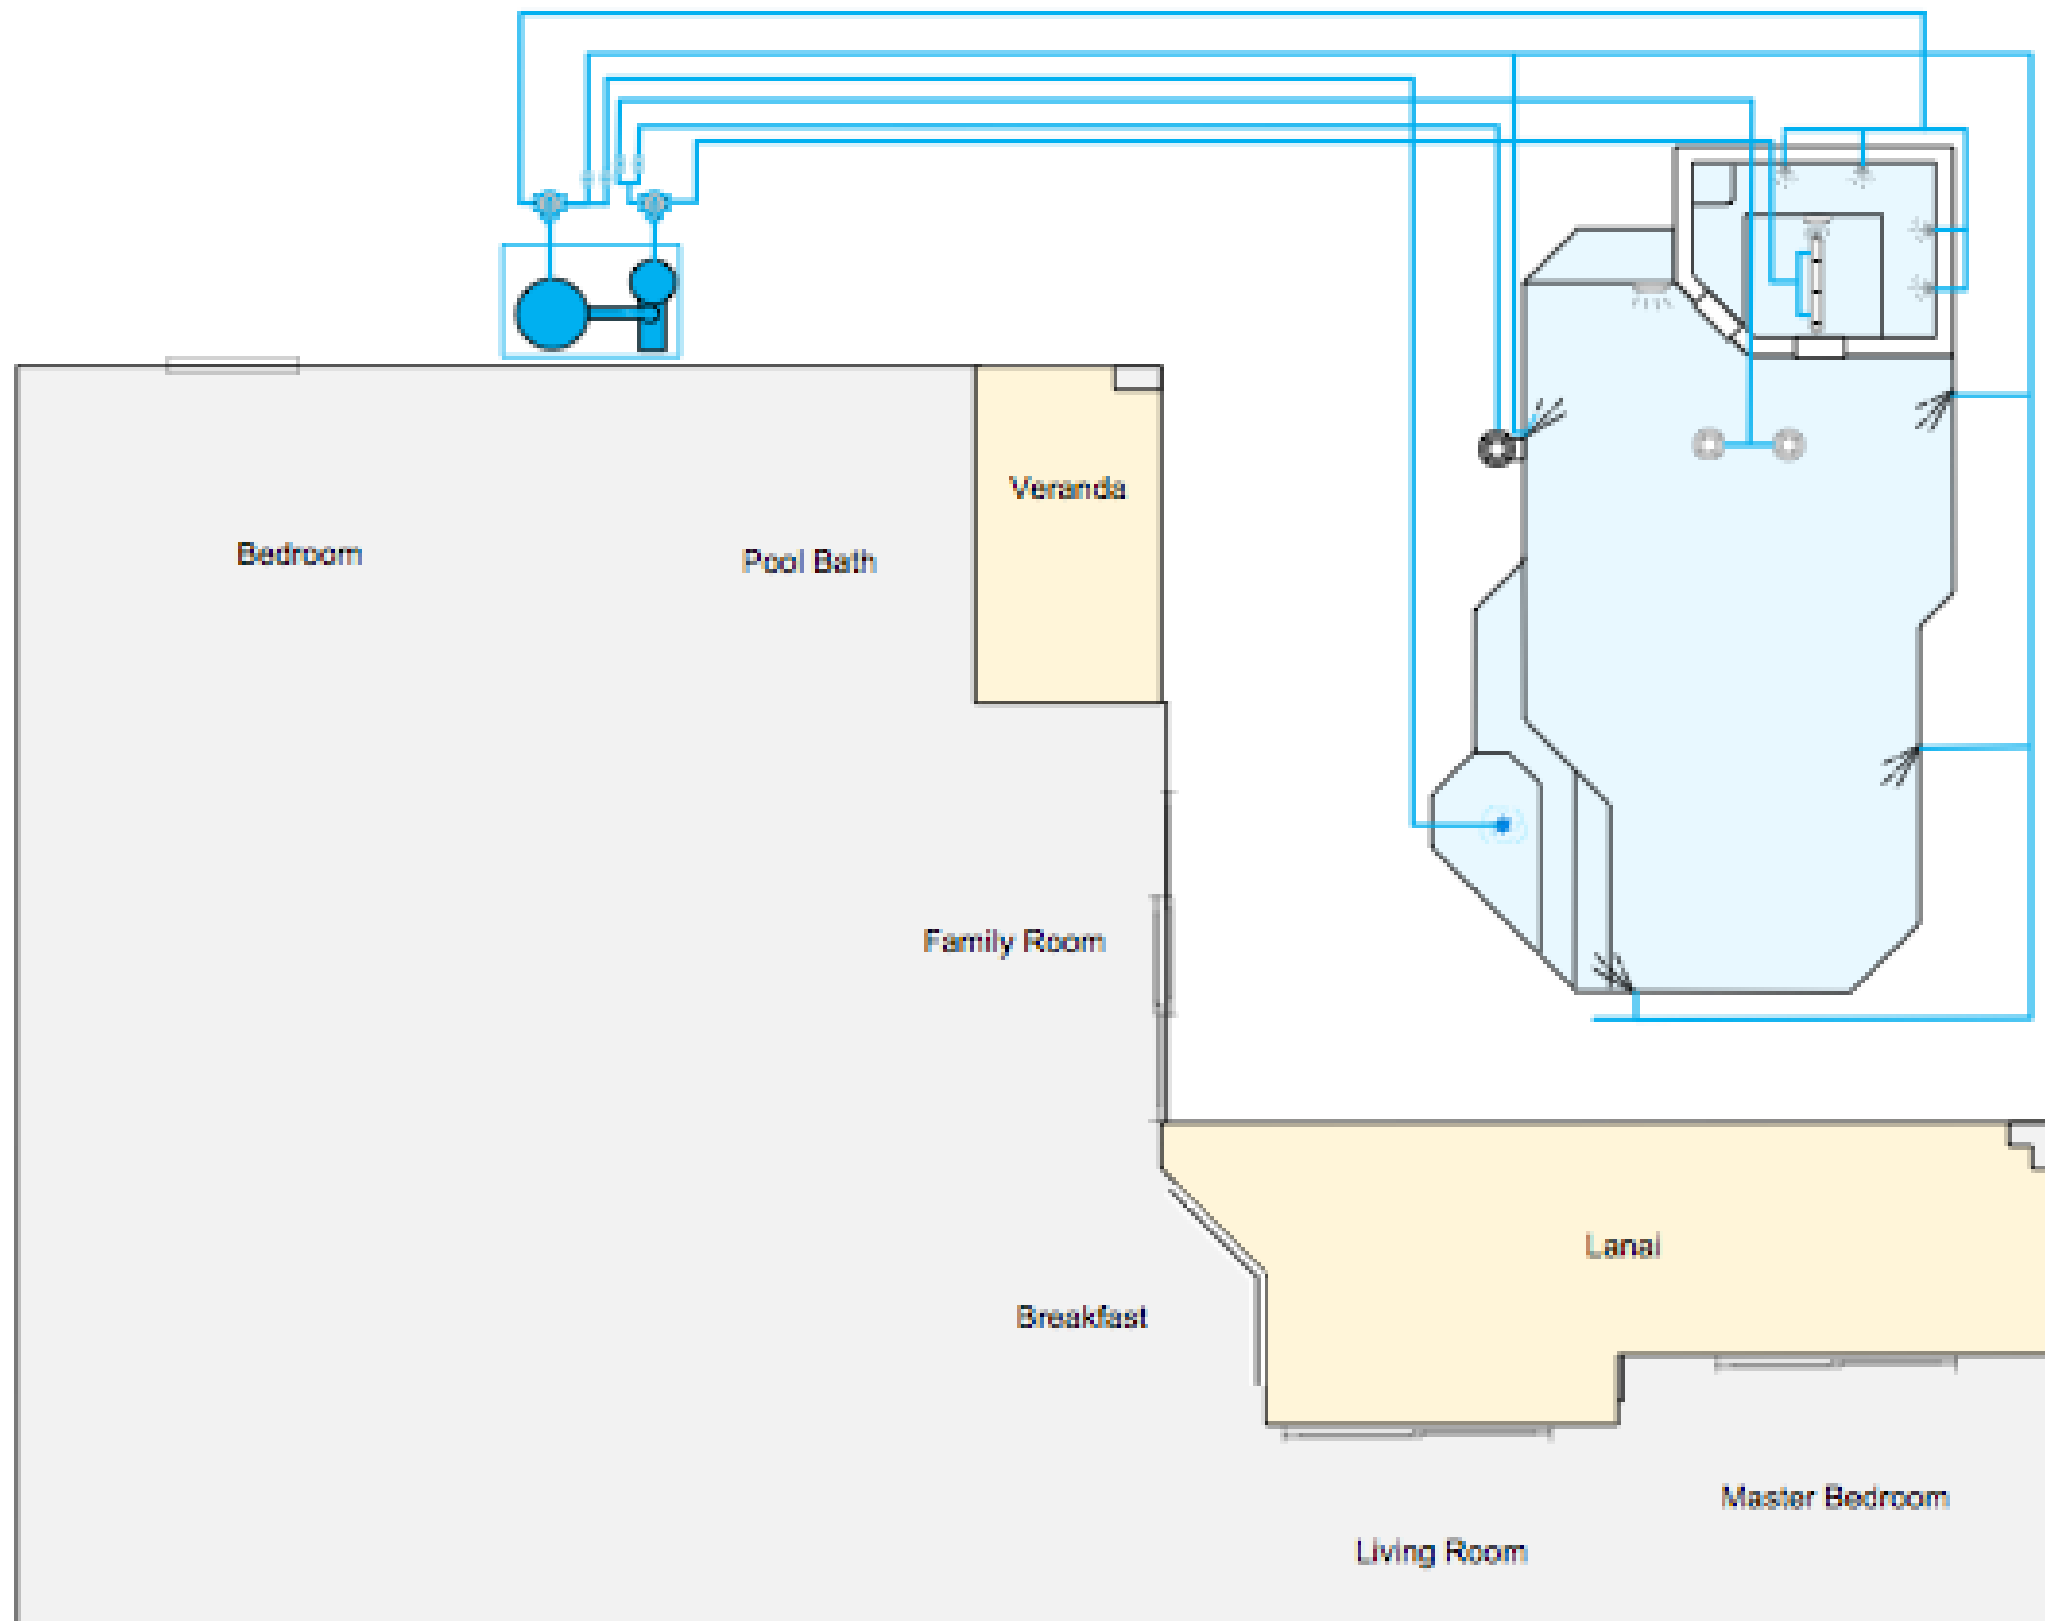 Veranda
Bedroom
Pool Bath
Family Room
Lanai
Breakfast
Master Bedroom
Living Room